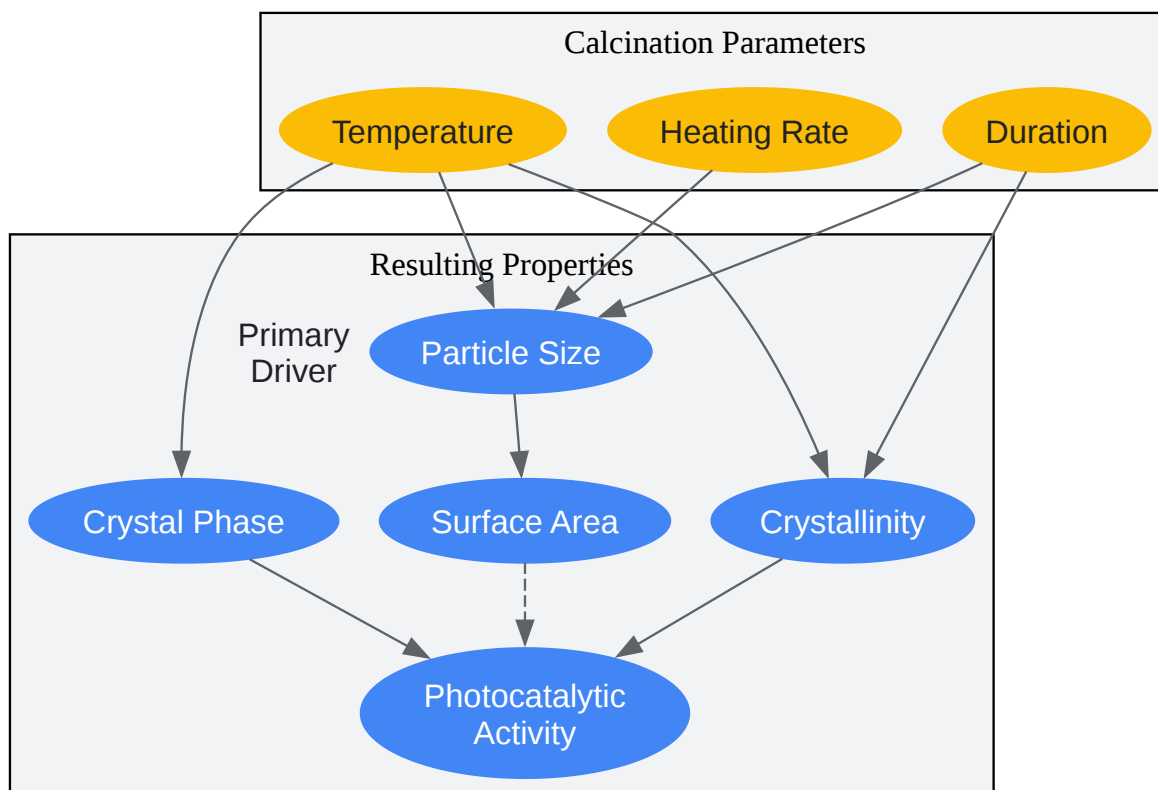 Calcination Parameters
Temperature
Heating Rate
Duration
Resulting Properties
Primary
Driver
Particle Size
Crystal Phase
Surface Area
Crystallinity
Photocatalytic
Activity